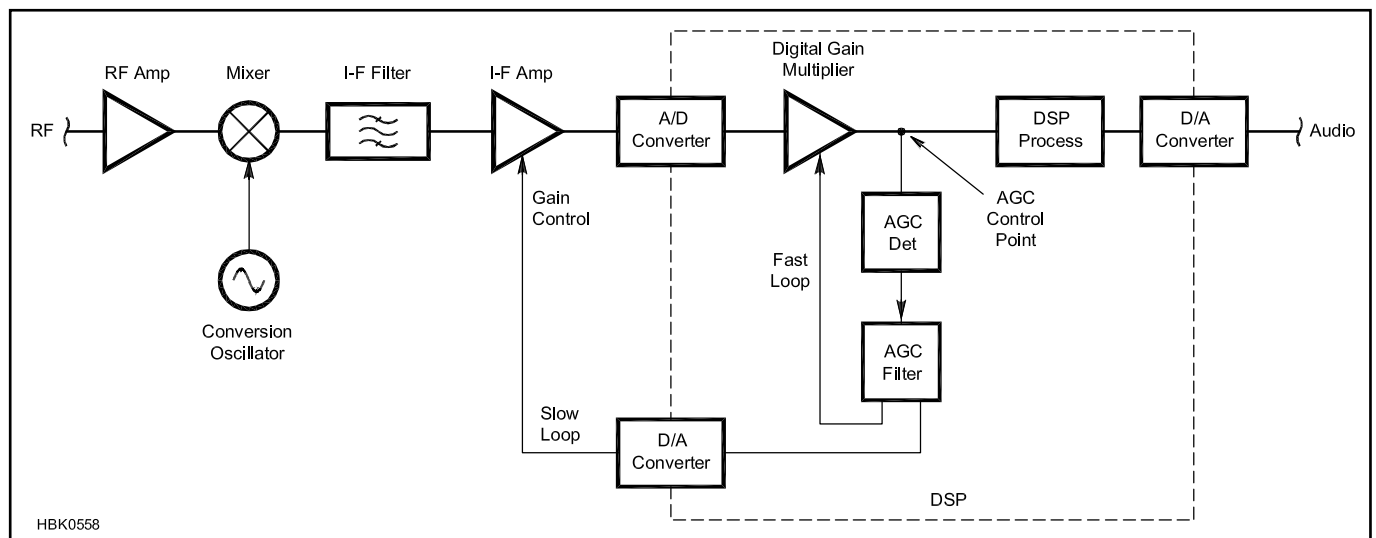 RF Amp
Mixer
I-F Filter
I-F Amp
Digital Gain
Multiplier
RF
A/D
Converter
DSP
Process
D/A
Converter
Audio
Gain
Control
AGC
Det
AGC
Control
Point
Fast
Loop
Conversion
Oscillator
AGC
Filter
Slow
Loop
D/A
Converter
DSP
HBK0558